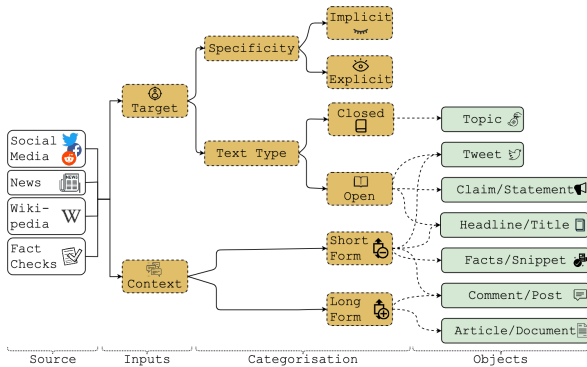 Social
Media
NEWS
News
Wiki-
pedia
W
Fact
Checks
Target
Context
Specificity
Text Type
Implicit
Explicit
Closed
Open
Short
Form
Long
Form
Topic
Tweet
Claim/Statement
Headline/Title
Facts/Snippet
Comment/Post
Article/Document
Source
Inputs
Categorisation
Objects